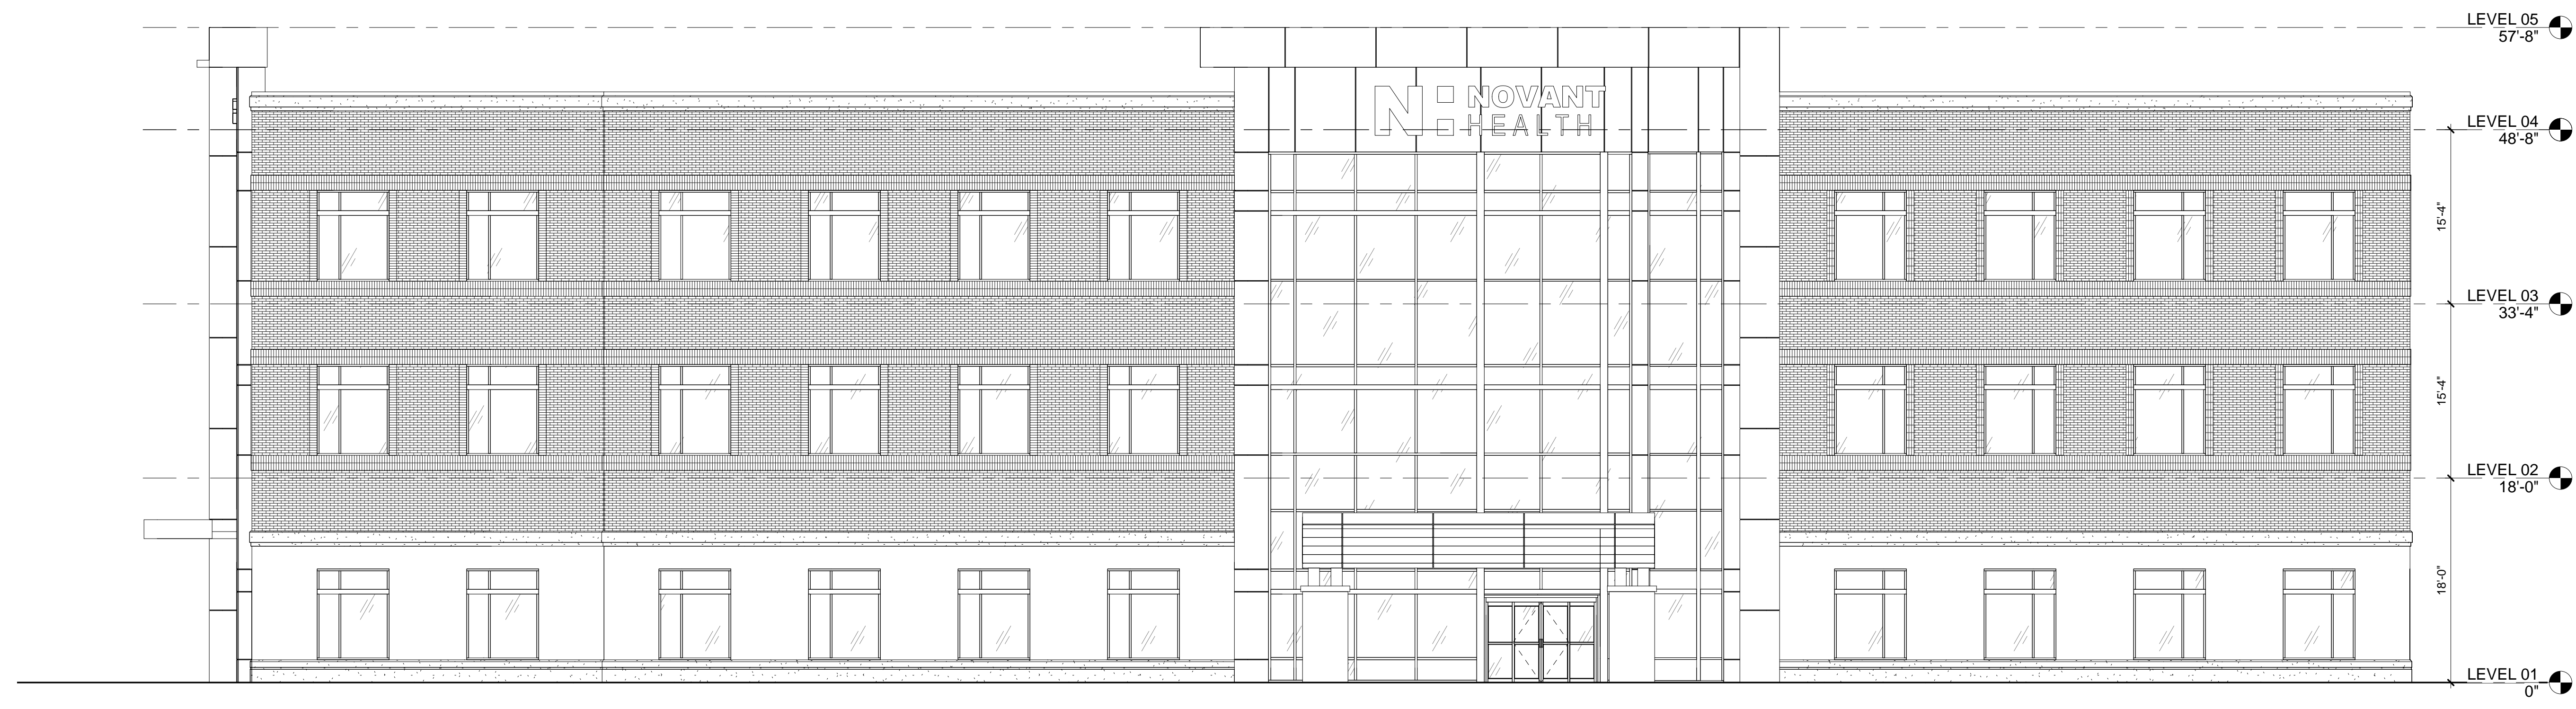 LEVEL 05
57'-8"
NOVANT
HEALTH
LEVEL 04
48'-8"
15'-4"
LEVEL 03
33'-4"
15'-4"
LEVEL 02
18'-0"
18'-0"
LEVEL 01
0"